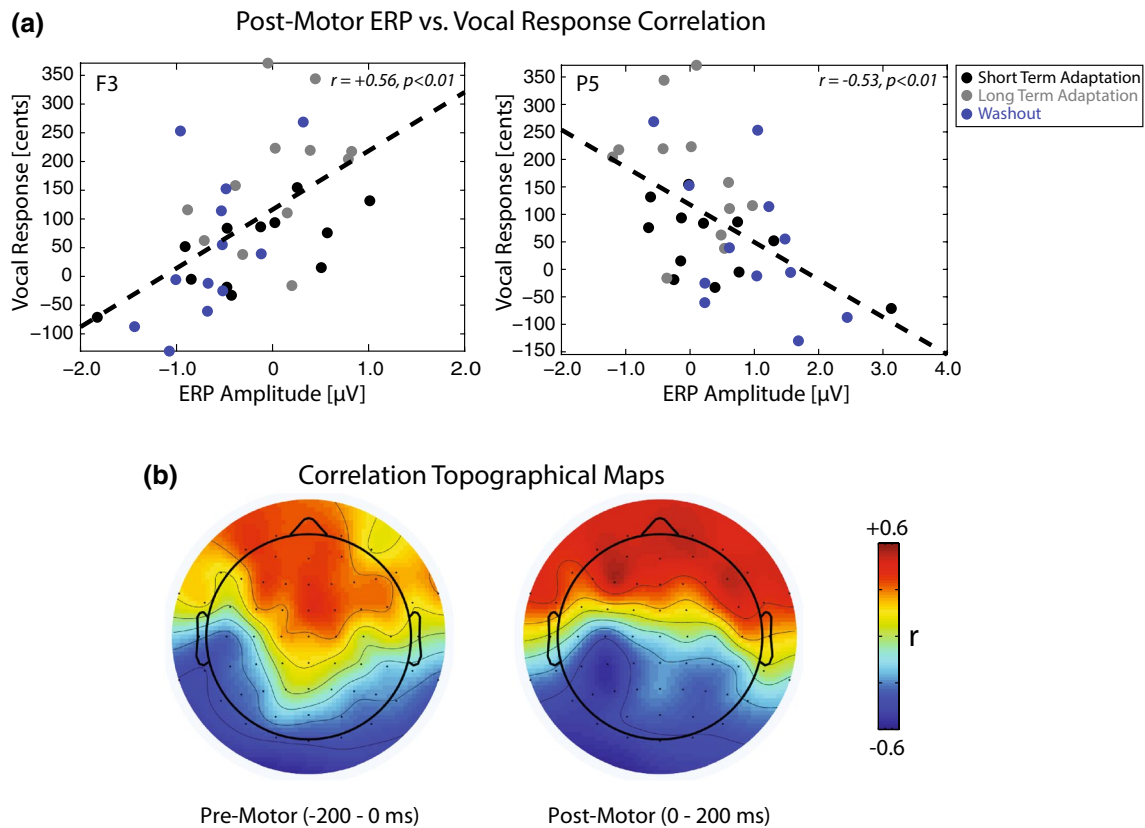 (a) Post-Motor ERP vs. Vocal Response Correlation
F3
r = +0.56, p<0.01
Vocal Response [cents]
350
300
250
200
150
100
50
0
−50
−100
−2.0 −1.0 0 1.0 2.0
ERP Amplitude [µV]
P5
r = -0.53, p<0.01
Vocal Response [cents]
350
300
250
200
150
100
50
0
−50
−100
−150
−2.0 −1.0 0 1.0 2.0 3.0 4.0
ERP Amplitude [µV]
Short Term Adaptation
Long Term Adaptation
Washout
(b) Correlation Topographical Maps
+0.6
r
-0.6
Pre-Motor (-200 - 0 ms)
Post-Motor (0 - 200 ms)